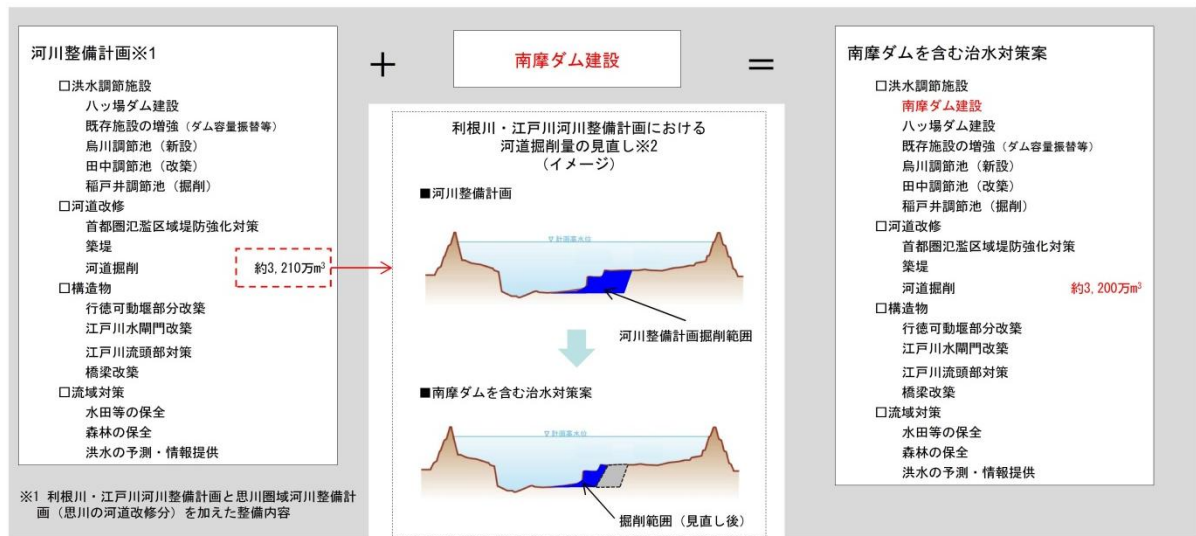 河川整備計画※1
□洪水調節施設
八ッ場ダム建設
既存施設の増強（ダム容量振替等）
烏川調節池（新設）
田中調節池（改築）
稲戸井調節池（掘削）
□河道改修
首都圏氾濫区域堤防強化対策
築堤
河道掘削 約3,210万m³
□構造物
行徳可動堰部分改築
江戸川水閘門改築
江戸川流頭部対策
橋梁改築
□流域対策
水田等の保全
森林の保全
洪水の予測・情報提供
※1 利根川・江戸川河川整備計画と思川圏域河川整備計
画（思川の河道改修分）を加えた整備内容
＋
南摩ダム建設
＝
利根川・江戸川河川整備計画における
河道掘削量の見直し※2
（イメージ）
■河川整備計画
▽計画高水位
河川整備計画掘削範囲
■南摩ダムを含む治水対策案
▽計画高水位
掘削範囲（見直し後）
南摩ダムを含む治水対策案
□洪水調節施設
南摩ダム建設
八ッ場ダム建設
既存施設の増強（ダム容量振替等）
烏川調節池（新設）
田中調節池（改築）
稲戸井調節池（掘削）
□河道改修
首都圏氾濫区域堤防強化対策
築堤
河道掘削 約3,200万m³
□構造物
行徳可動堰部分改築
江戸川水閘門改築
江戸川流頭部対策
橋梁改築
□流域対策
水田等の保全
森林の保全
洪水の予測・情報提供